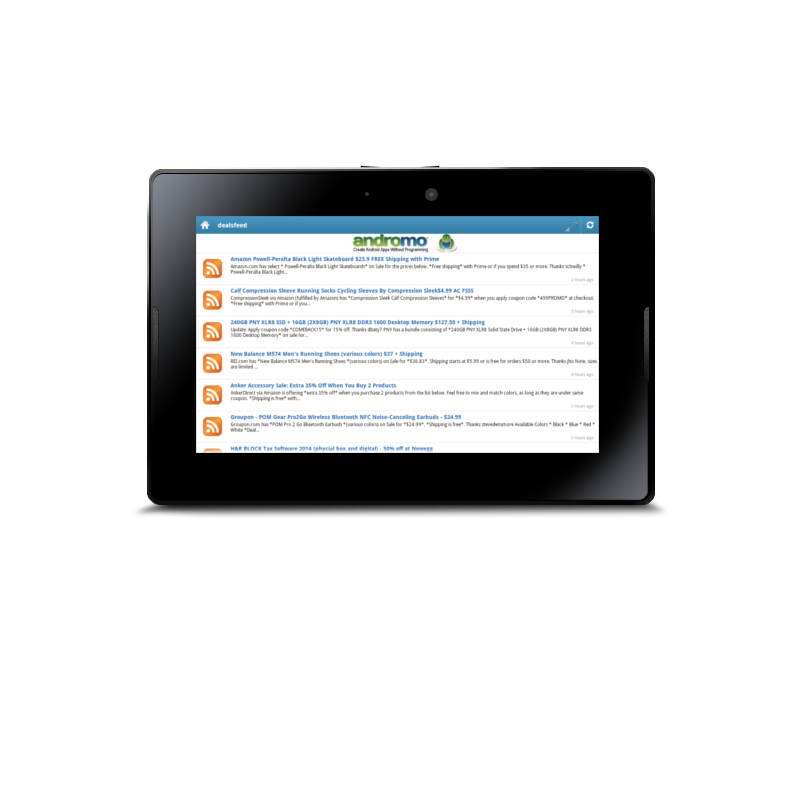 dealsfeed
andromo
Create Android Apps Without Programming.
Amazon Powell-Peralta Black Light Skateboard $23.9 FREE Shipping with Prime
Amazon.com has select * Powell-Peralta Black Light Skateboards* on Sale for the prices below. *Free shipping* with Prime or if you spend $35 or more. Thanks schedly *
Powell-Peralta Black Light...
2 hours ago
Calf Compression Sleeve Running Socks Cycling Sleeves By Compression Sleek$4.99 AC FSSS
CompressionSleek via Amazon (fulfilled by Amazon) has *Compression Sleek Calf Compression Sleeves* for *$4.99* when you apply coupon code *499PROMO* at checkout.
*Free shipping* with Prime or if you...
3 hours ago
240GB PNY XLR8 SSD + 16GB (2X8GB) PNY XLR8 DDR3 1600 Desktop Memory $127.50 + Shipping
Update: Apply coupon code *COMEBACK15* for 15% off. Thanks dbaty7 PNY has a bundle consisting of *240GB PNY XLR8 Solid State Drive + 16GB (2X8GB) PNY XLR8 DDR3
1600 Desktop Memory* on sale for...
4 hours ago
New Balance M574 Men's Running Shoes (various colors) $37 + Shipping
REI.com has *New Balance M574 Men's Running Shoes *(various colors) on Sale for *$36.83*. Shipping starts at $5.99 or is free for orders $50 or more. Thanks jho Note, sizes
are limited ...
4 hours ago
Anker Accessory Sale: Extra 35% Off When You Buy 2 Products
AnkerDirect via Amazon is offering *extra 35% off* when you purchase 2 products from the list below. Feel free to mix and match colors, as long as they are under same
coupon. *Shipping is free* with...
5 hours ago
Groupon - POM Gear Pro2Go Wireless Bluetooth NFC Noise-Canceling Earbuds - $24.99
Groupon.com has *POM Pro 2 Go Bluetooth Earbuds *(various colors) on Sale for *$24.99*. *Shipping is free*. Thanks stevedensmore Available Colors * Black * Blue * Red *
White *Deal...
5 hours ago
H&R BLOCK Tax Software 2014 (physical box and digital) - 50% off at Newegg